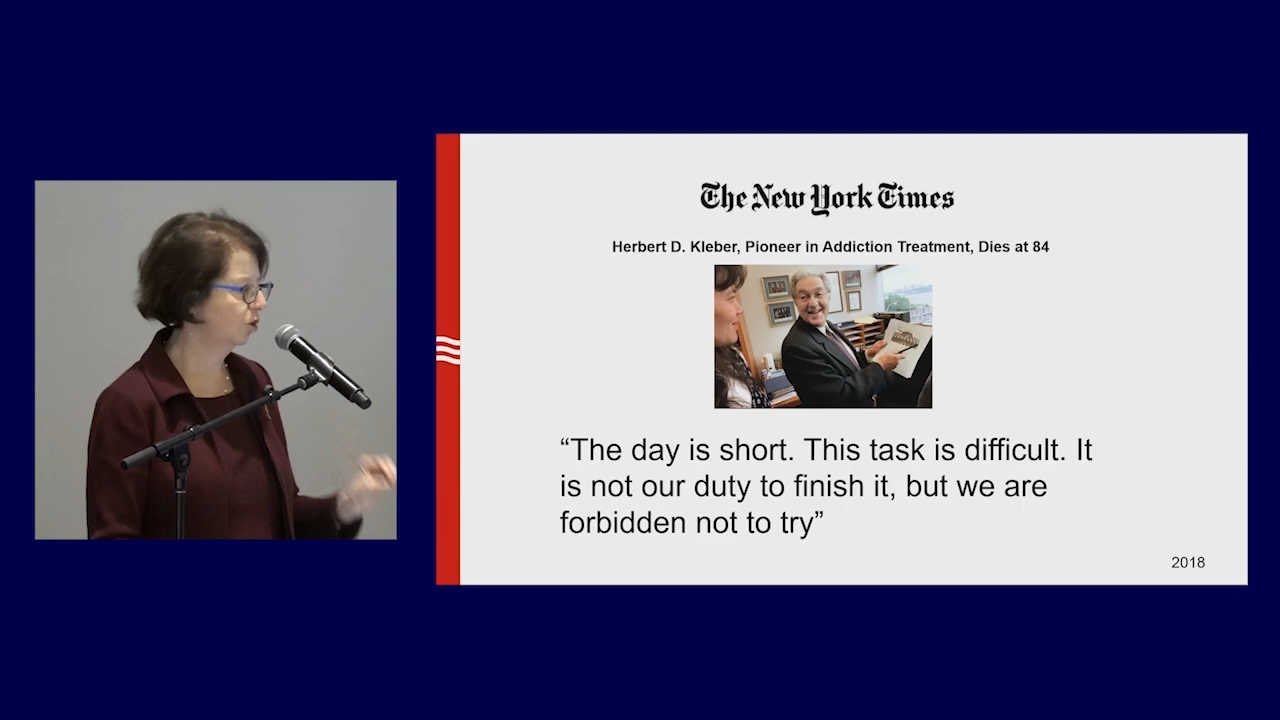 The New York Times
Herbert D. Kleber, Pioneer in Addiction Treatment, Dies at 84
“The day is short. This task is difficult. It
is not our duty to finish it, but we are
forbidden not to try”
2018